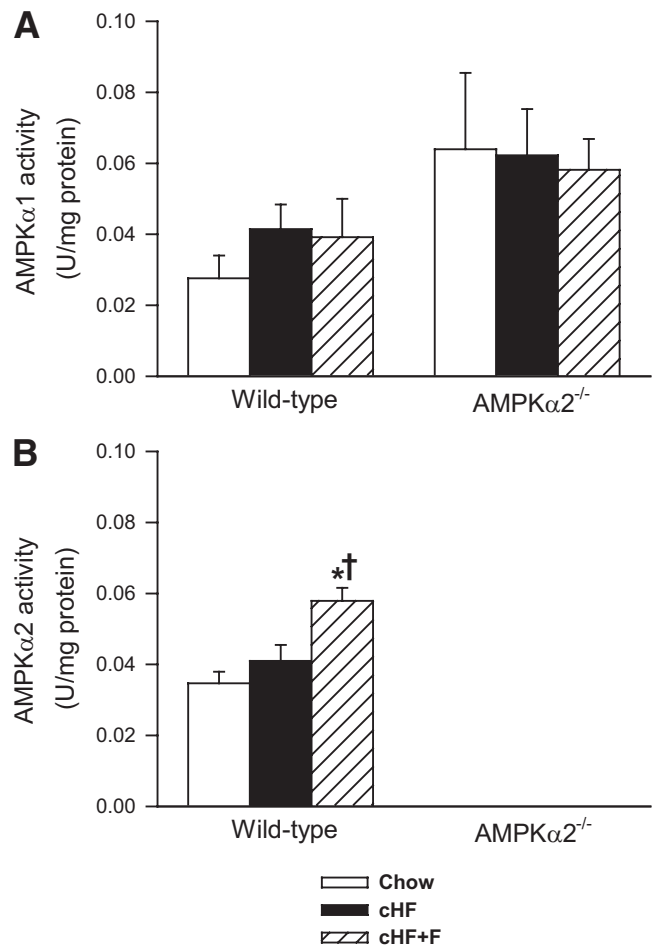 A
AMPKα1 activity
(U/mg protein)
0.10
0.08
0.06
0.04
0.02
0.00
Wild-type AMPKα2-/-
B
AMPKα2 activity
(U/mg protein)
0.10
0.08
0.06
0.04
0.02
0.00
*†
Wild-type AMPKα2-/-
Chow
cHF
cHF+F